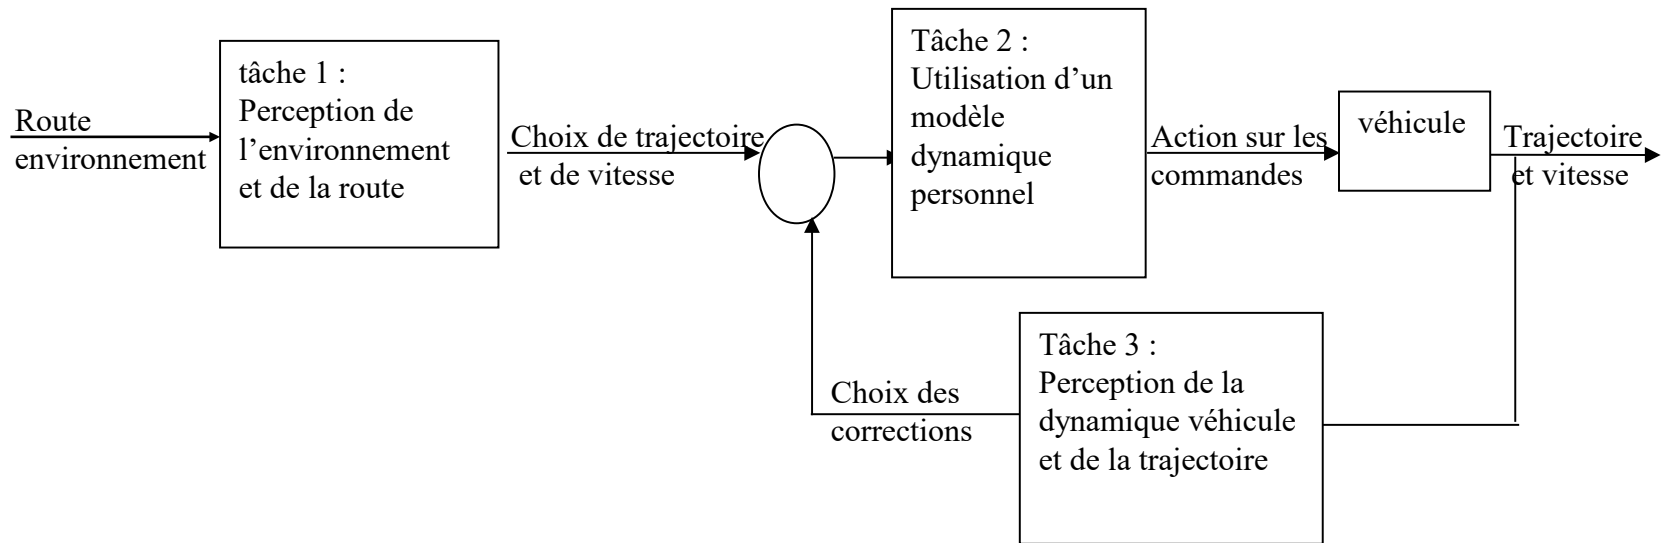 Route
environnement
tâche 1 :
Perception de
l’environnement
et de la route
Choix de trajectoire
et de vitesse
Tâche 2 :
Utilisation d’un
modèle
dynamique
personnel
Action sur les
commandes
véhicule
Trajectoire
et vitesse
Tâche 3 :
Perception de la
dynamique véhicule
et de la trajectoire
Choix des
corrections